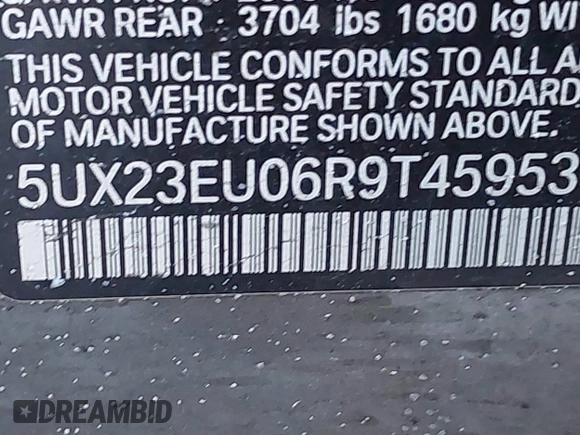 GAWR REAR : 3704 lbs 1680 kg WI
THIS VEHICLE CONFORMS TO ALL A
MOTOR VEHICLE SAFETY STANDARD
OF MANUFACTURE SHOWN ABOVE.
5UX23EU06R9T45953
DREAMBID